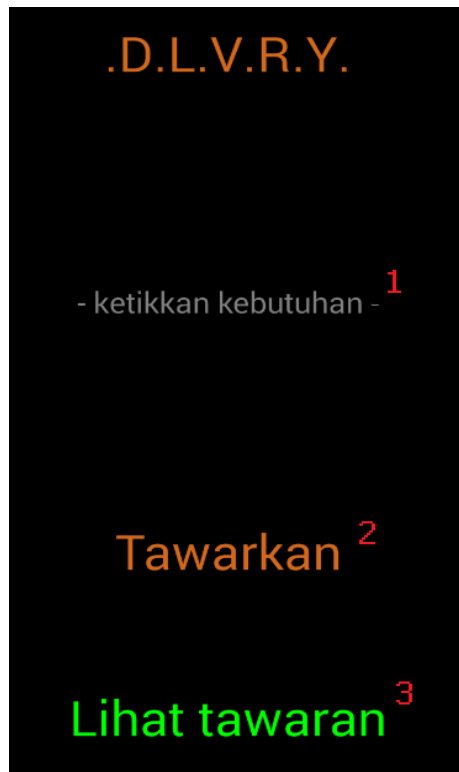 .D.L.V.R.Y.
- ketikkan kebutuhan - 1
Tawarkan 2
Lihat tawaran 3